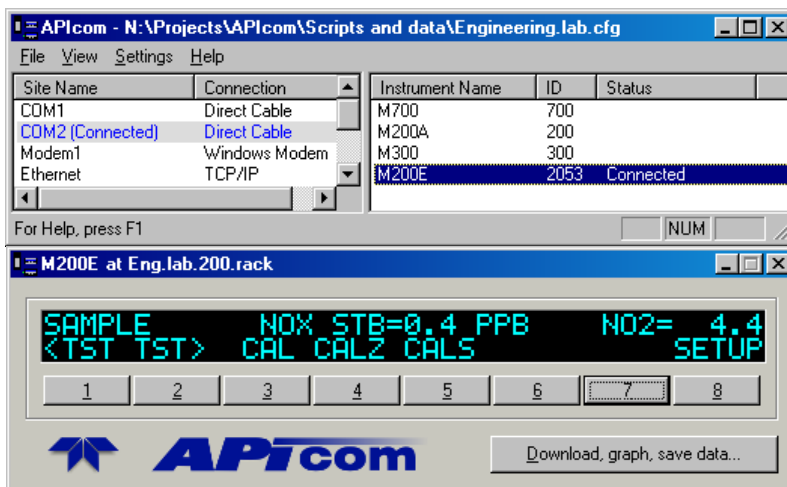 APIcom - N:\Projects\APIcom\Scripts and data\Engineering.lab.cfg
File View Settings Help
Site Name Connection
COM1 Direct Cable
COM2 (Connected) Direct Cable
Modem1 Windows Modem
Ethernet TCP/IP
Instrument Name ID Status
M700 700
M200A 200
M300 300
M200E 2053 Connected
For Help, press F1 NUM
M200E at Eng.lab.200.rack
SAMPLE NOX STB=0.4 PPB NO2= 4.4
<TST TST> CAL CALZ CALS SETUP
1 2 3 4 5 6 7 8
APIcom Download, graph, save data...